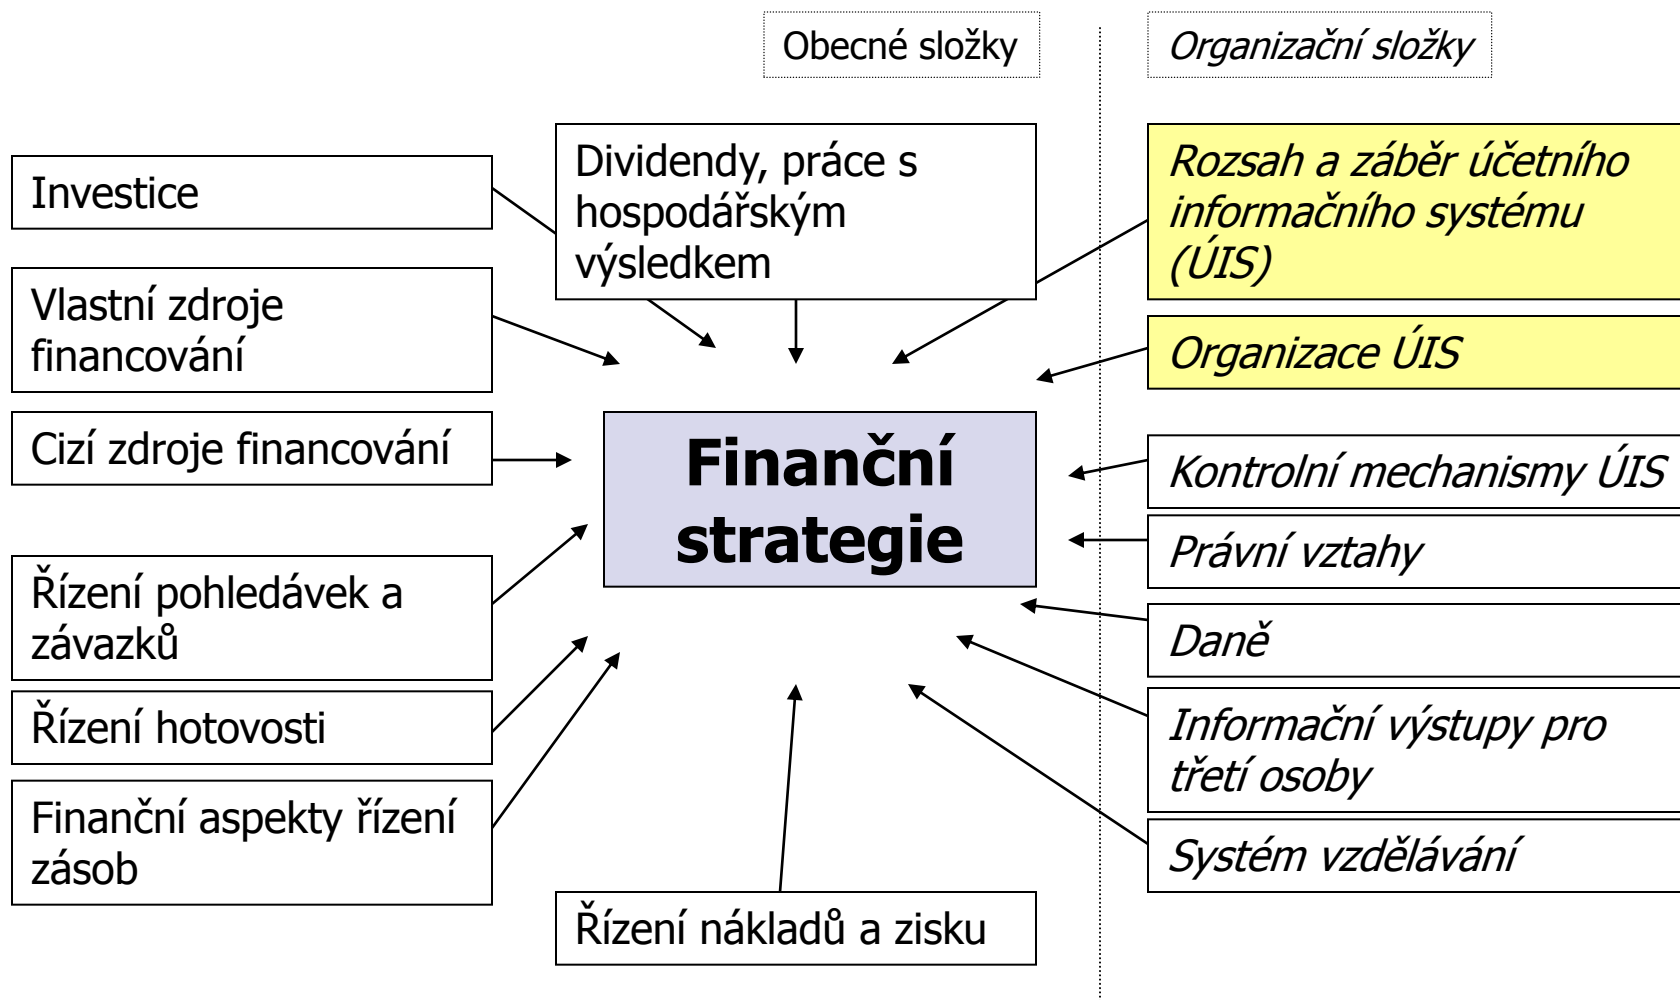 Obecné složky
Organizační složky
Investice
Vlastní zdroje
financování
Cizí zdroje financování
Řízení pohledávek a
závazků
Řízení hotovosti
Finanční aspekty řízení
zásob
Dividendy, práce s
hospodářským
výsledkem
Finanční
strategie
Řízení nákladů a zisku
Rozsah a záběr účetního
informačního systému
(ÚIS)
Organizace ÚIS
Kontrolní mechanismy ÚIS
Právní vztahy
Daně
Informační výstupy pro
třetí osoby
Systém vzdělávání